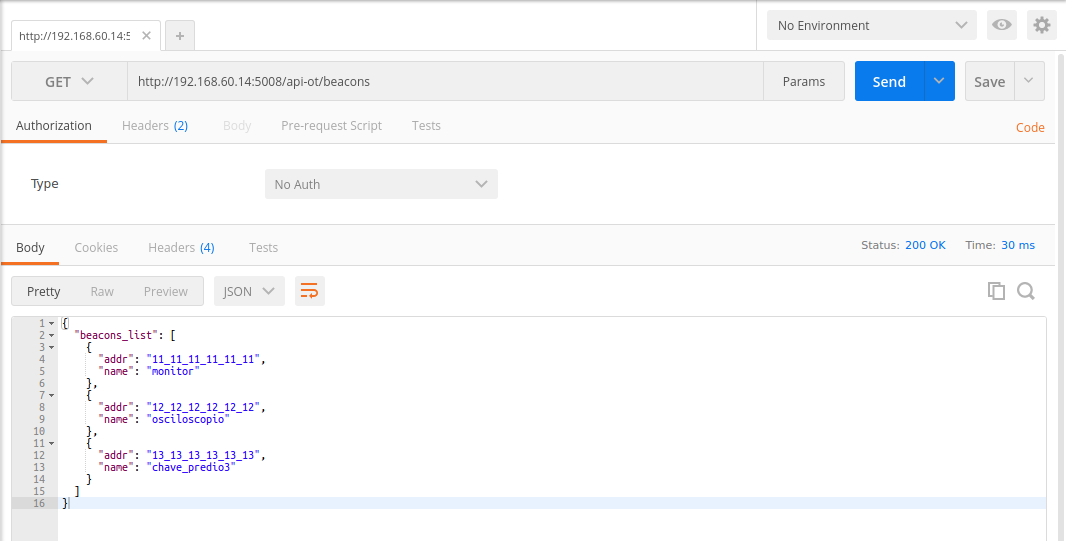 http://192.168.60.14:5
No Environment
GET http://192.168.60.14:5008/api-ot/beacons Params Send Save
Authorization Headers (2) Body Pre-request Script Tests Code
Type No Auth
Body Cookies Headers (4) Tests Status: 200 OK Time: 30 ms
Pretty Raw Preview JSON
1 {
2 "beacons_list": [
3 {
4 "addr": "11_11_11_11_11_11",
5 "name": "monitor"
6 },
7 {
8 "addr": "12_12_12_12_12_12",
9 "name": "osciloscopio"
10 },
11 {
12 "addr": "13_13_13_13_13_13",
13 "name": "chave_predio3"
14 }
15 ]
16 }